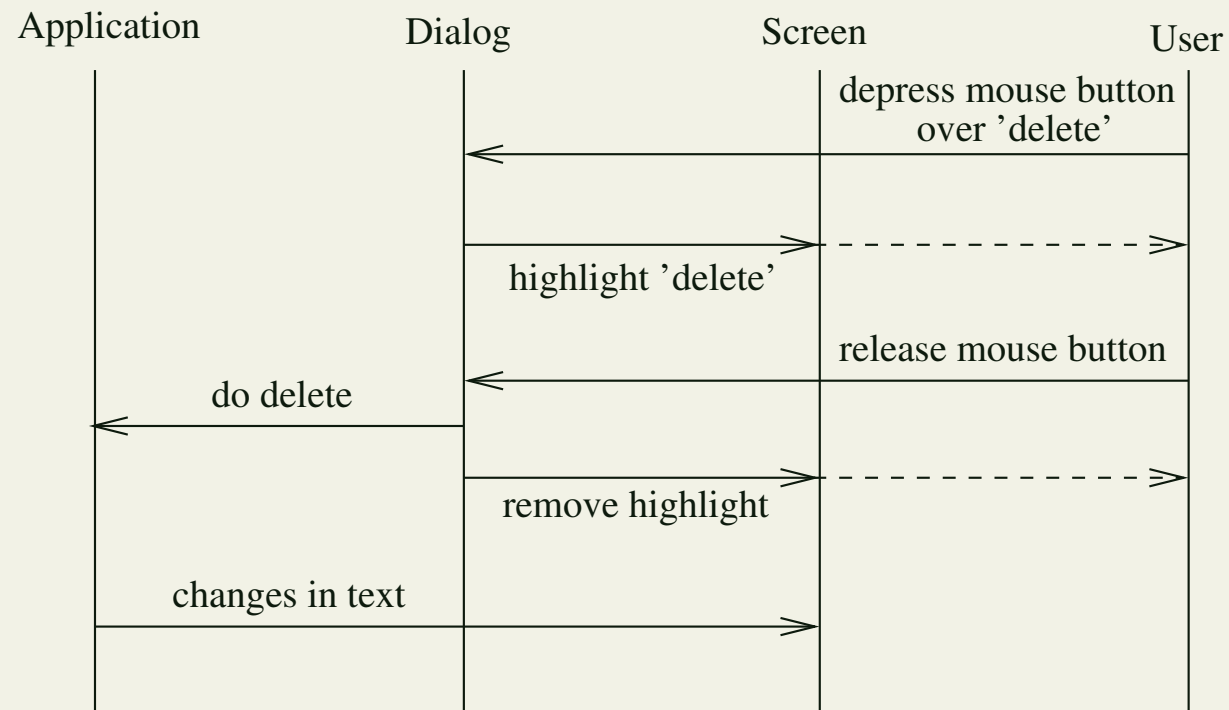 Application
Dialog
Screen
User
depress mouse button
over ’delete’
highlight ’delete’
release mouse button
do delete
remove highlight
changes in text